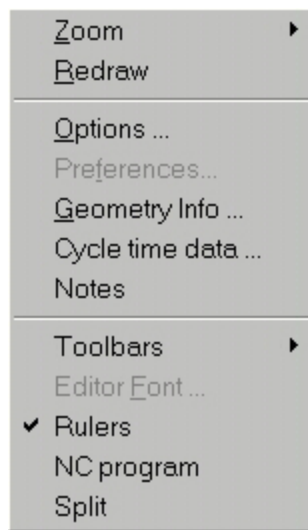 Zoom
Redraw
Options ...
Preferences...
Geometry Info ...
Cycle time data ...
Notes
Toolbars
Editor Font ...
Rulers
NC program
Split